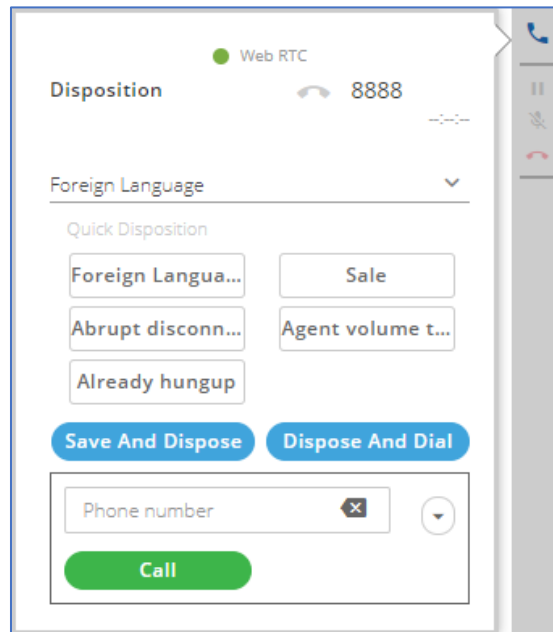 Web RTC
Disposition 8888
--:--:--
Foreign Language
Quick Disposition
Foreign Langua... Sale
Abrupt disconn... Agent volume t...
Already hungup
Save And Dispose Dispose And Dial
Phone number
Call